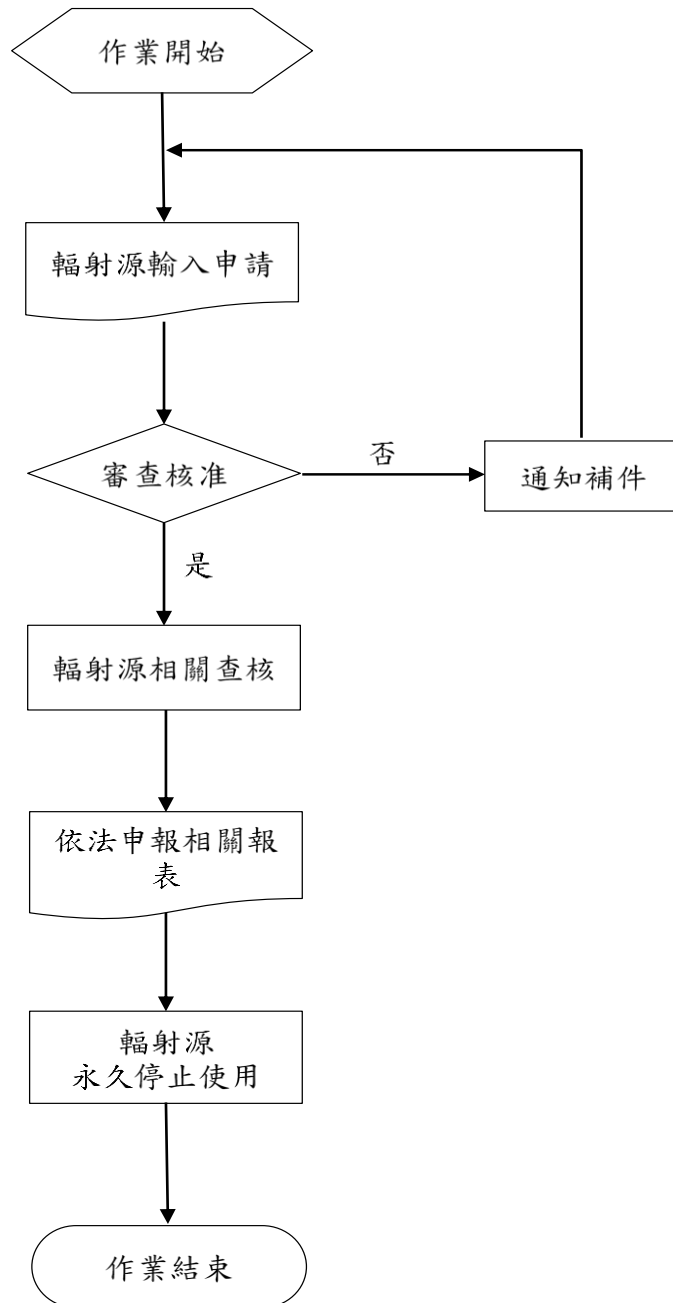 作業開始
輻射源輸入申請
審查核准
否
通知補件
是
輻射源相關查核
依法申報相關報
表
輻射源
永久停止使用
作業結束